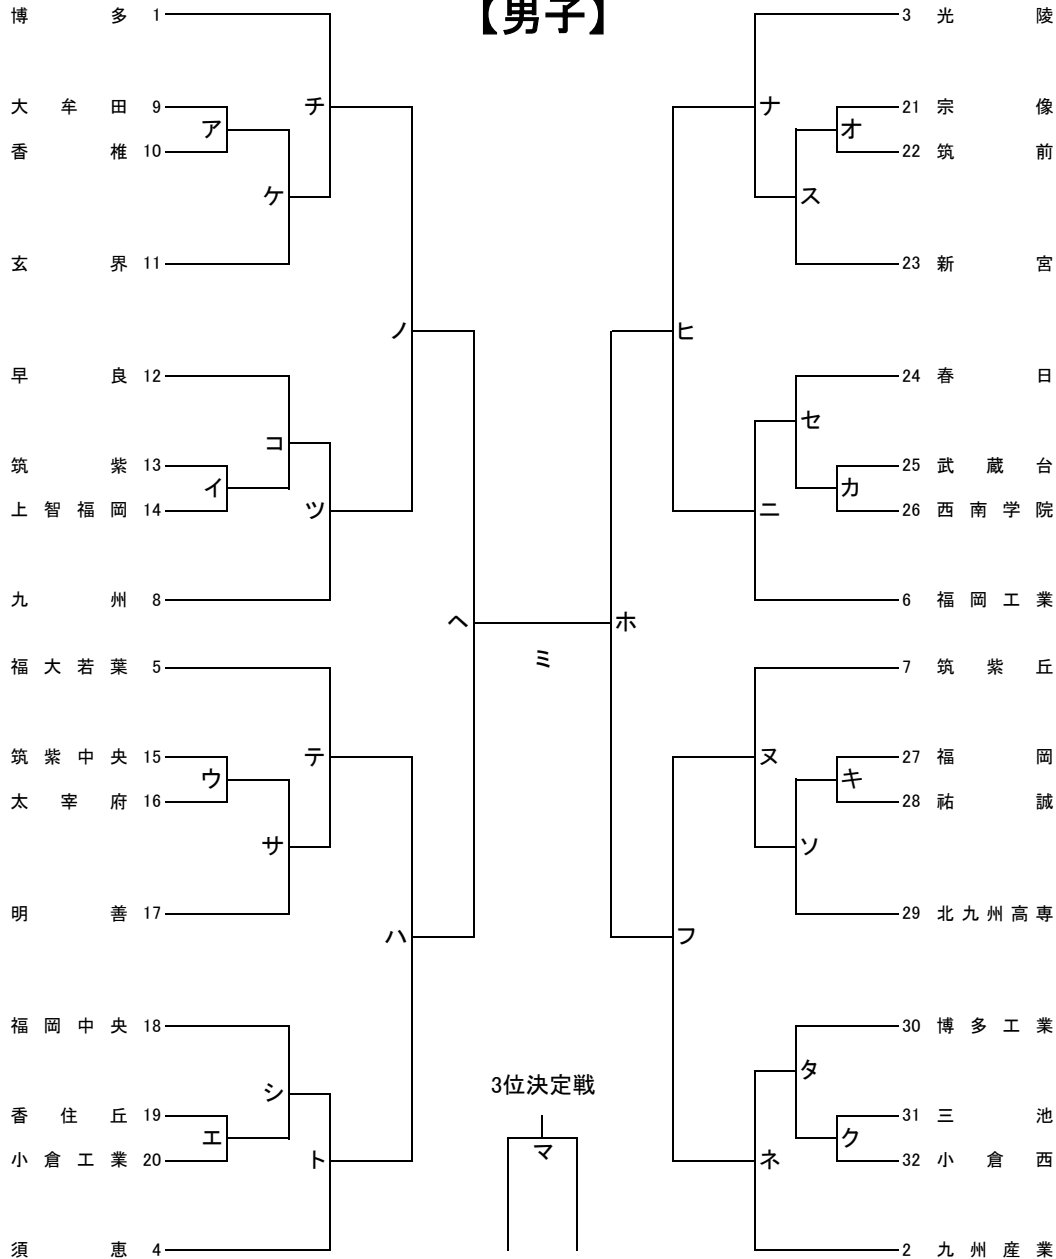 【男子】
博多 1
3 光陵
大牟田 9
チ
ナ
21 宗像
ア
オ
香椎 10
22 筑前
ケ
ス
玄界 11
23 新宮
ノ
ヒ
早良 12
24 春日
コ
セ
筑紫 13
25 武蔵台
イ
カ
上智福岡 14
ツ
ニ
26 西南学院
九州 8
6 福岡工業
ヘ
ホ
ミ
福大若葉 5
7 筑紫丘
筑紫中央 15
テ
ヌ
27 福岡
ウ
キ
太宰府 16
28 祐誠
サ
ソ
明善 17
29 北九州高専
ハ
フ
福岡中央 18
30 博多工業
シ
タ
3位決定戦
香住丘 19
31 三池
エ
ク
マ
小倉工業 20
ト
ネ
32 小倉西
須恵 4
2 九州産業